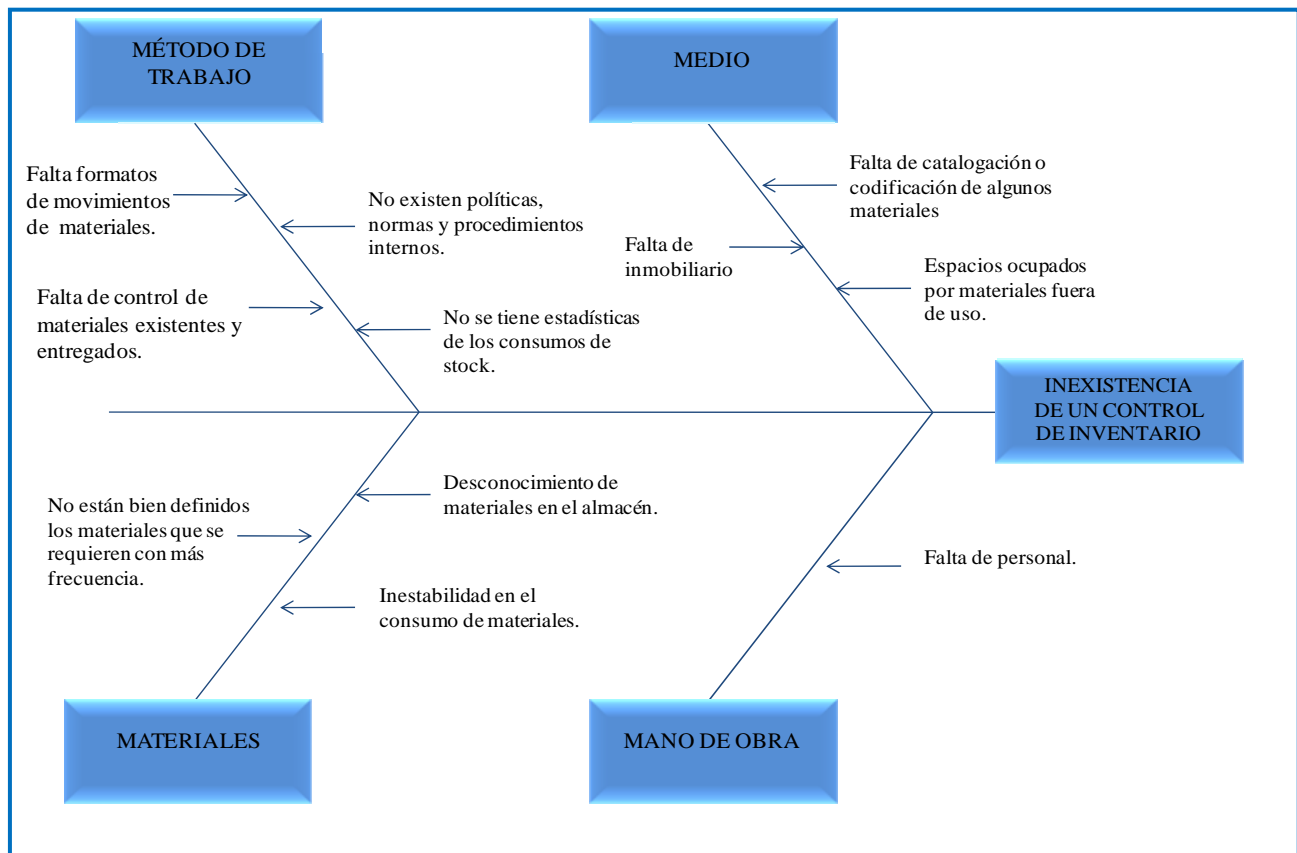 MÉTODO DE
TRABAJO
MEDIO
Falta formatos
de movimientos
de materiales.
No existen políticas,
normas y procedimientos
internos.
Falta de control de
materiales existentes y
entregados.
No se tiene estadísticas
de los consumos de
stock.
Falta de catalogación o
codificación de algunos
materiales
Falta de
inmobiliario
Espacios ocupados
por materiales fuera
de uso.
INEXISTENCIA
DE UN CONTROL
DE INVENTARIO
No están bien definidos
los materiales que se
requieren con más
frecuencia.
Desconocimiento de
materiales en el almacén.
Inestabilidad en el
consumo de materiales.
Falta de personal.
MATERIALES
MANO DE OBRA